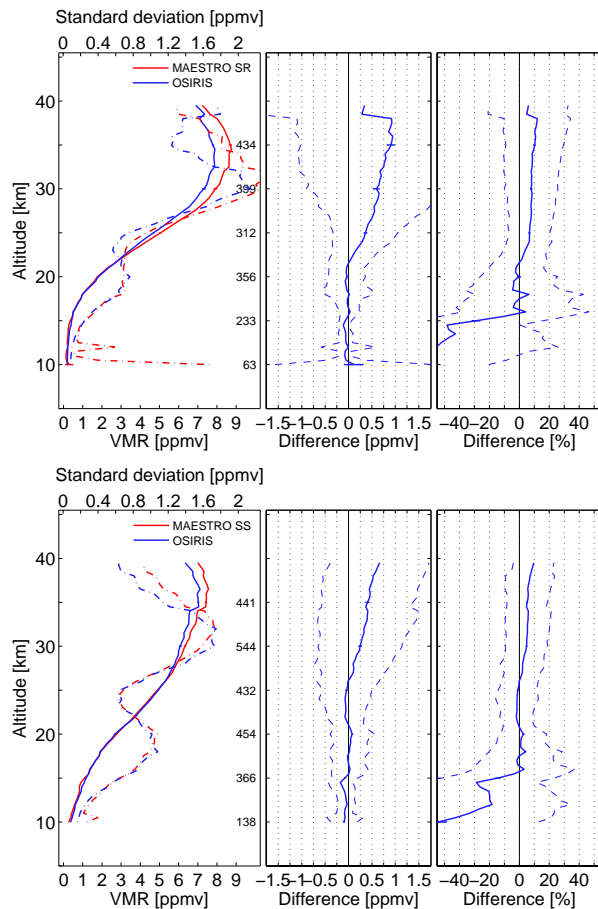 Standard deviation [ppmv]
0 0.4 0.8 1.2 1.6 2
MAESTRO SR
OSIRIS
40
30
20
10
Altitude [km]
434
399
312
356
233
63
0 1 2 3 4 5 6 7 8 9
VMR [ppmv]
−1.5 −0.5 0 0.5 1.5
Difference [ppmv]
−40 −20 0 20 40
Difference [%]
Standard deviation [ppmv]
0 0.4 0.8 1.2 1.6 2
MAESTRO SS
OSIRIS
40
30
20
10
Altitude [km]
441
544
432
454
366
138
0 1 2 3 4 5 6 7 8 9
VMR [ppmv]
−1.5 −0.5 0 0.5 1.5
Difference [ppmv]
−40 −20 0 20 40
Difference [%]